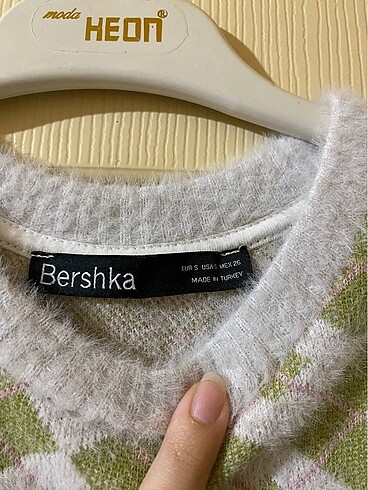 moda
HEON®
Bershka
EUR S USA S MEX 26
MADE IN TURKEY